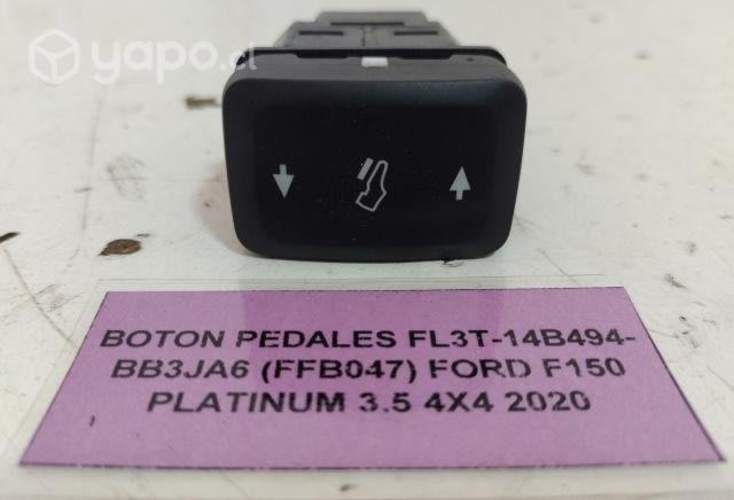 yapo.cl
BOTON PEDALES FL3T-14B494-
BB3JA6 (FFB047) FORD F150
PLATINUM 3.5 4X4 2020